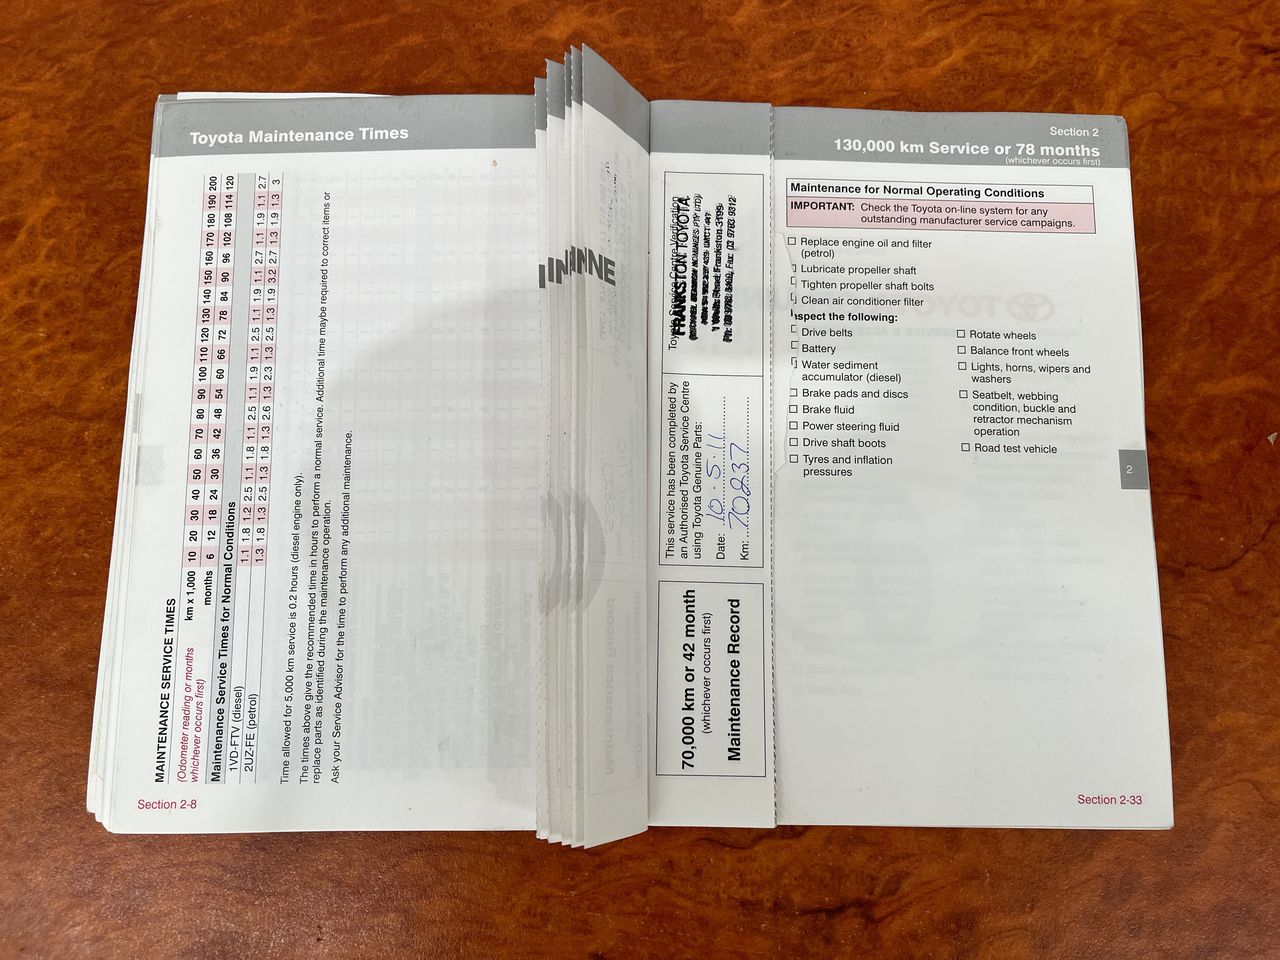 Toyota Maintenance Times
MAINTENANCE SERVICE TIMES
(Odometer reading or months
whichever occurs first)
km x 1,000 10 20 30 40 50 60 70 80 90 100 110 120 130 140 150 160 170 180 190 200
months 6 12 18 24 30 36 42 48 54 60 66 72 78 84 90 96 102 108 114 120
Maintenance Service Times for Normal Conditions
1VD-FTV (diesel) 1.1 1.8 1.2 2.5 1.1 1.8 1.1 2.5 1.1 1.9 1.1 2.5 1.1 1.9 1.1 2.7 1.1 1.9 1.1 2.7
2UZ-FE (petrol) 1.3 1.8 1.3 2.5 1.3 1.8 1.3 2.6 1.3 2.3 1.3 2.5 1.3 1.9 3.2 2.7 1.3 1.9 1.3 3
Time allowed for 5,000 km service is 0.2 hours (diesel engine only).
The times above give the recommended time in hours to perform a normal service. Additional time maybe required to correct items or
replace parts as identified during the maintenance operation.
Ask your Service Advisor for the time to perform any additional maintenance.
Section 2-8
70,000 km or 42 month
(whichever occurs first)
Maintenance Record
This service has been completed by
an Authorised Toyota Service Centre
using Toyota Genuine Parts:
Date: 10.5.11
Km: 70237
FRANKSTON TOYOTA
Frankston 3199
Section 2
130,000 km Service or 78 months
(whichever occurs first)
Maintenance for Normal Operating Conditions
IMPORTANT: Check the Toyota on-line system for any
outstanding manufacturer service campaigns.
Replace engine oil and filter
(petrol)
Lubricate propeller shaft
Tighten propeller shaft bolts
Clean air conditioner filter
Inspect the following:
Drive belts
Battery
Water sediment
accumulator (diesel)
Brake pads and discs
Brake fluid
Power steering fluid
Drive shaft boots
Tyres and inflation
pressures
Rotate wheels
Balance front wheels
Lights, horns, wipers and
washers
Seatbelt, webbing
condition, buckle and
retractor mechanism
operation
Road test vehicle
2
Section 2-33